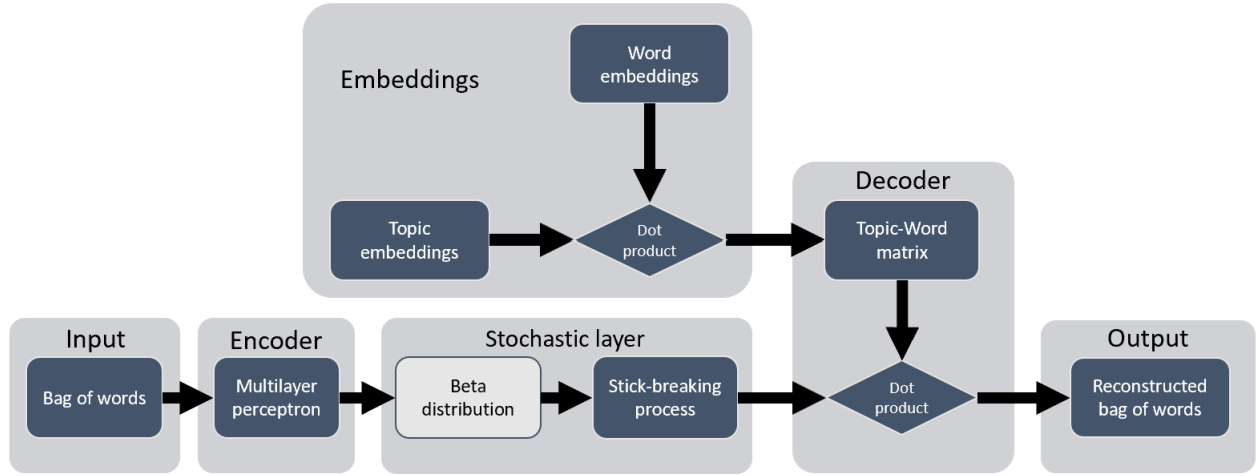 Embeddings
Word
embeddings
Topic
embeddings
Dot
product
Decoder
Topic-Word
matrix
Input
Bag of words
Encoder
Multilayer
perceptron
Stochastic layer
Beta
distribution
Stick-breaking
process
Dot
product
Output
Reconstructed
bag of words